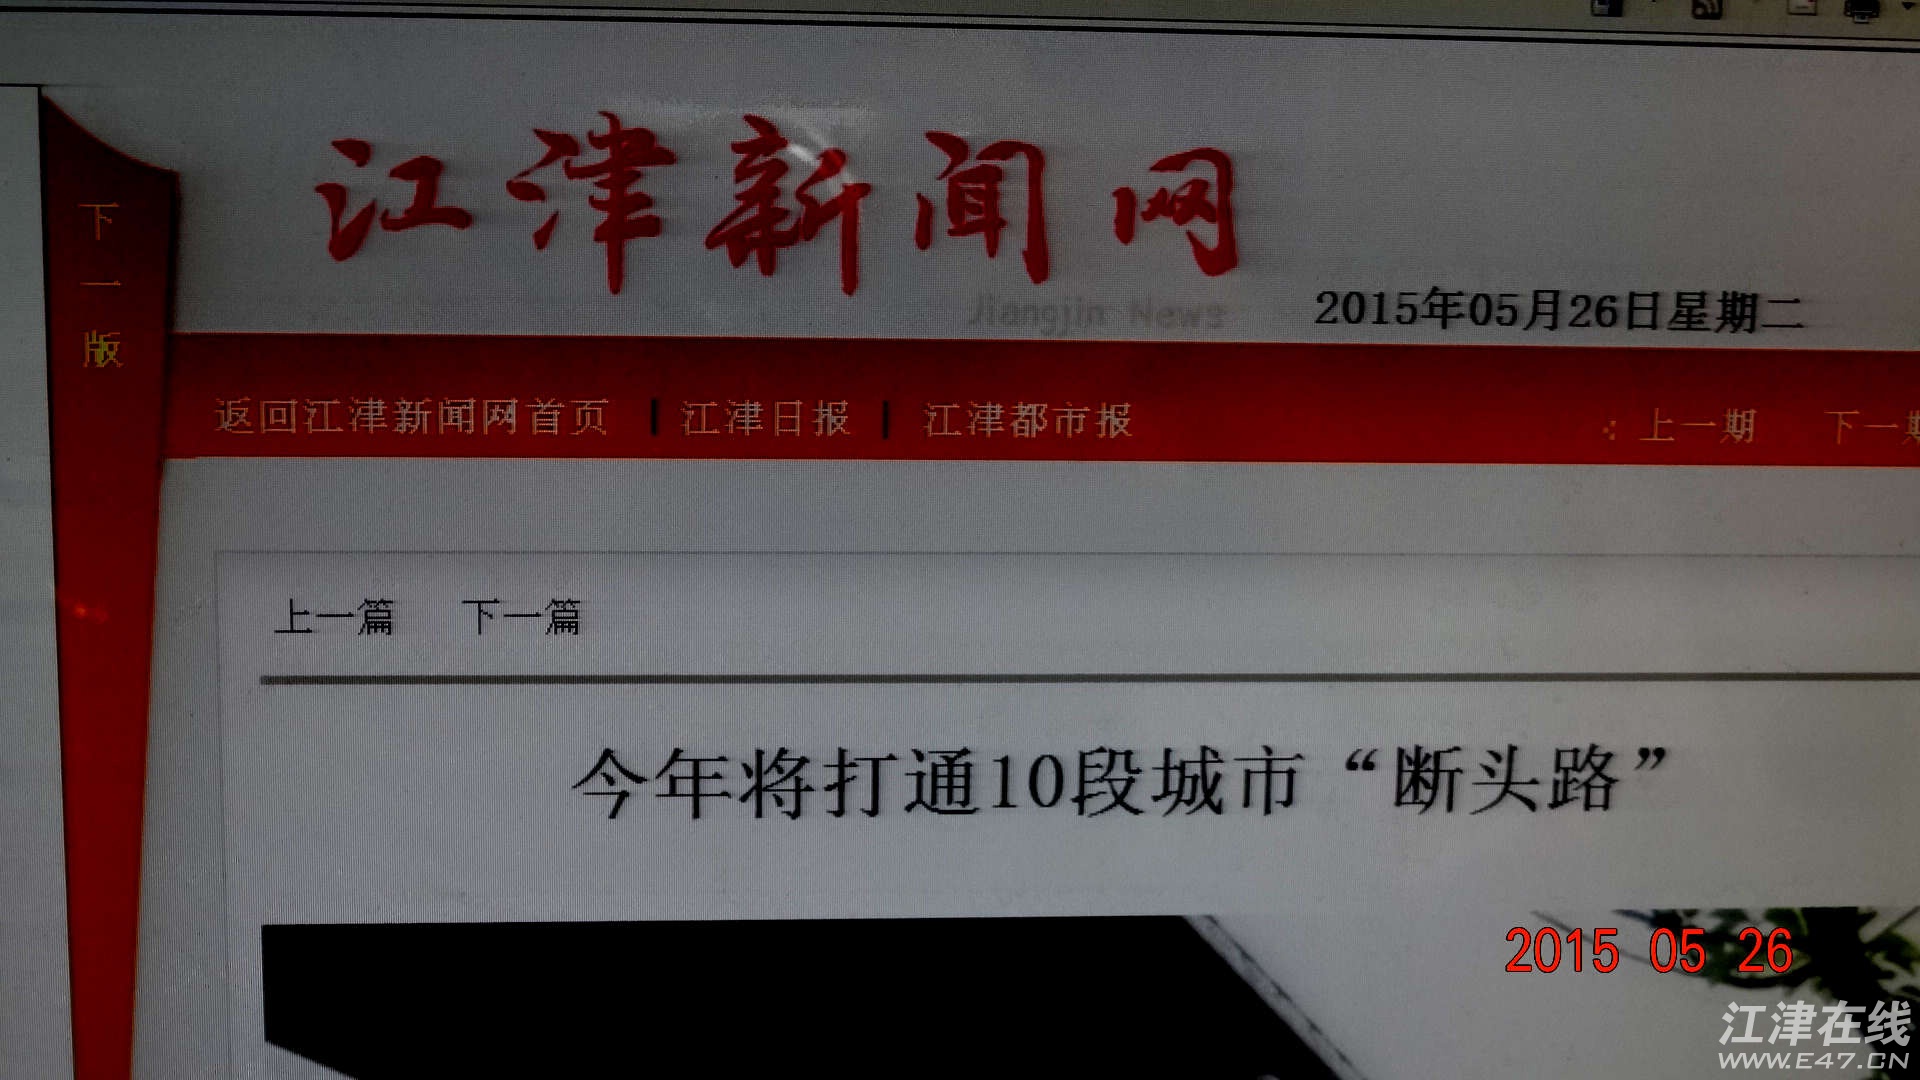 江津新闻网
Jiangjin News
2015年05月26日星期二
下一版
返回江津新闻网首页 | 江津日报 | 江津都市报
上一期 下一期
上一篇 下一篇
今年将打通10段城市“断头路”
2015 05 26
江津在线
WWW.E47.CN